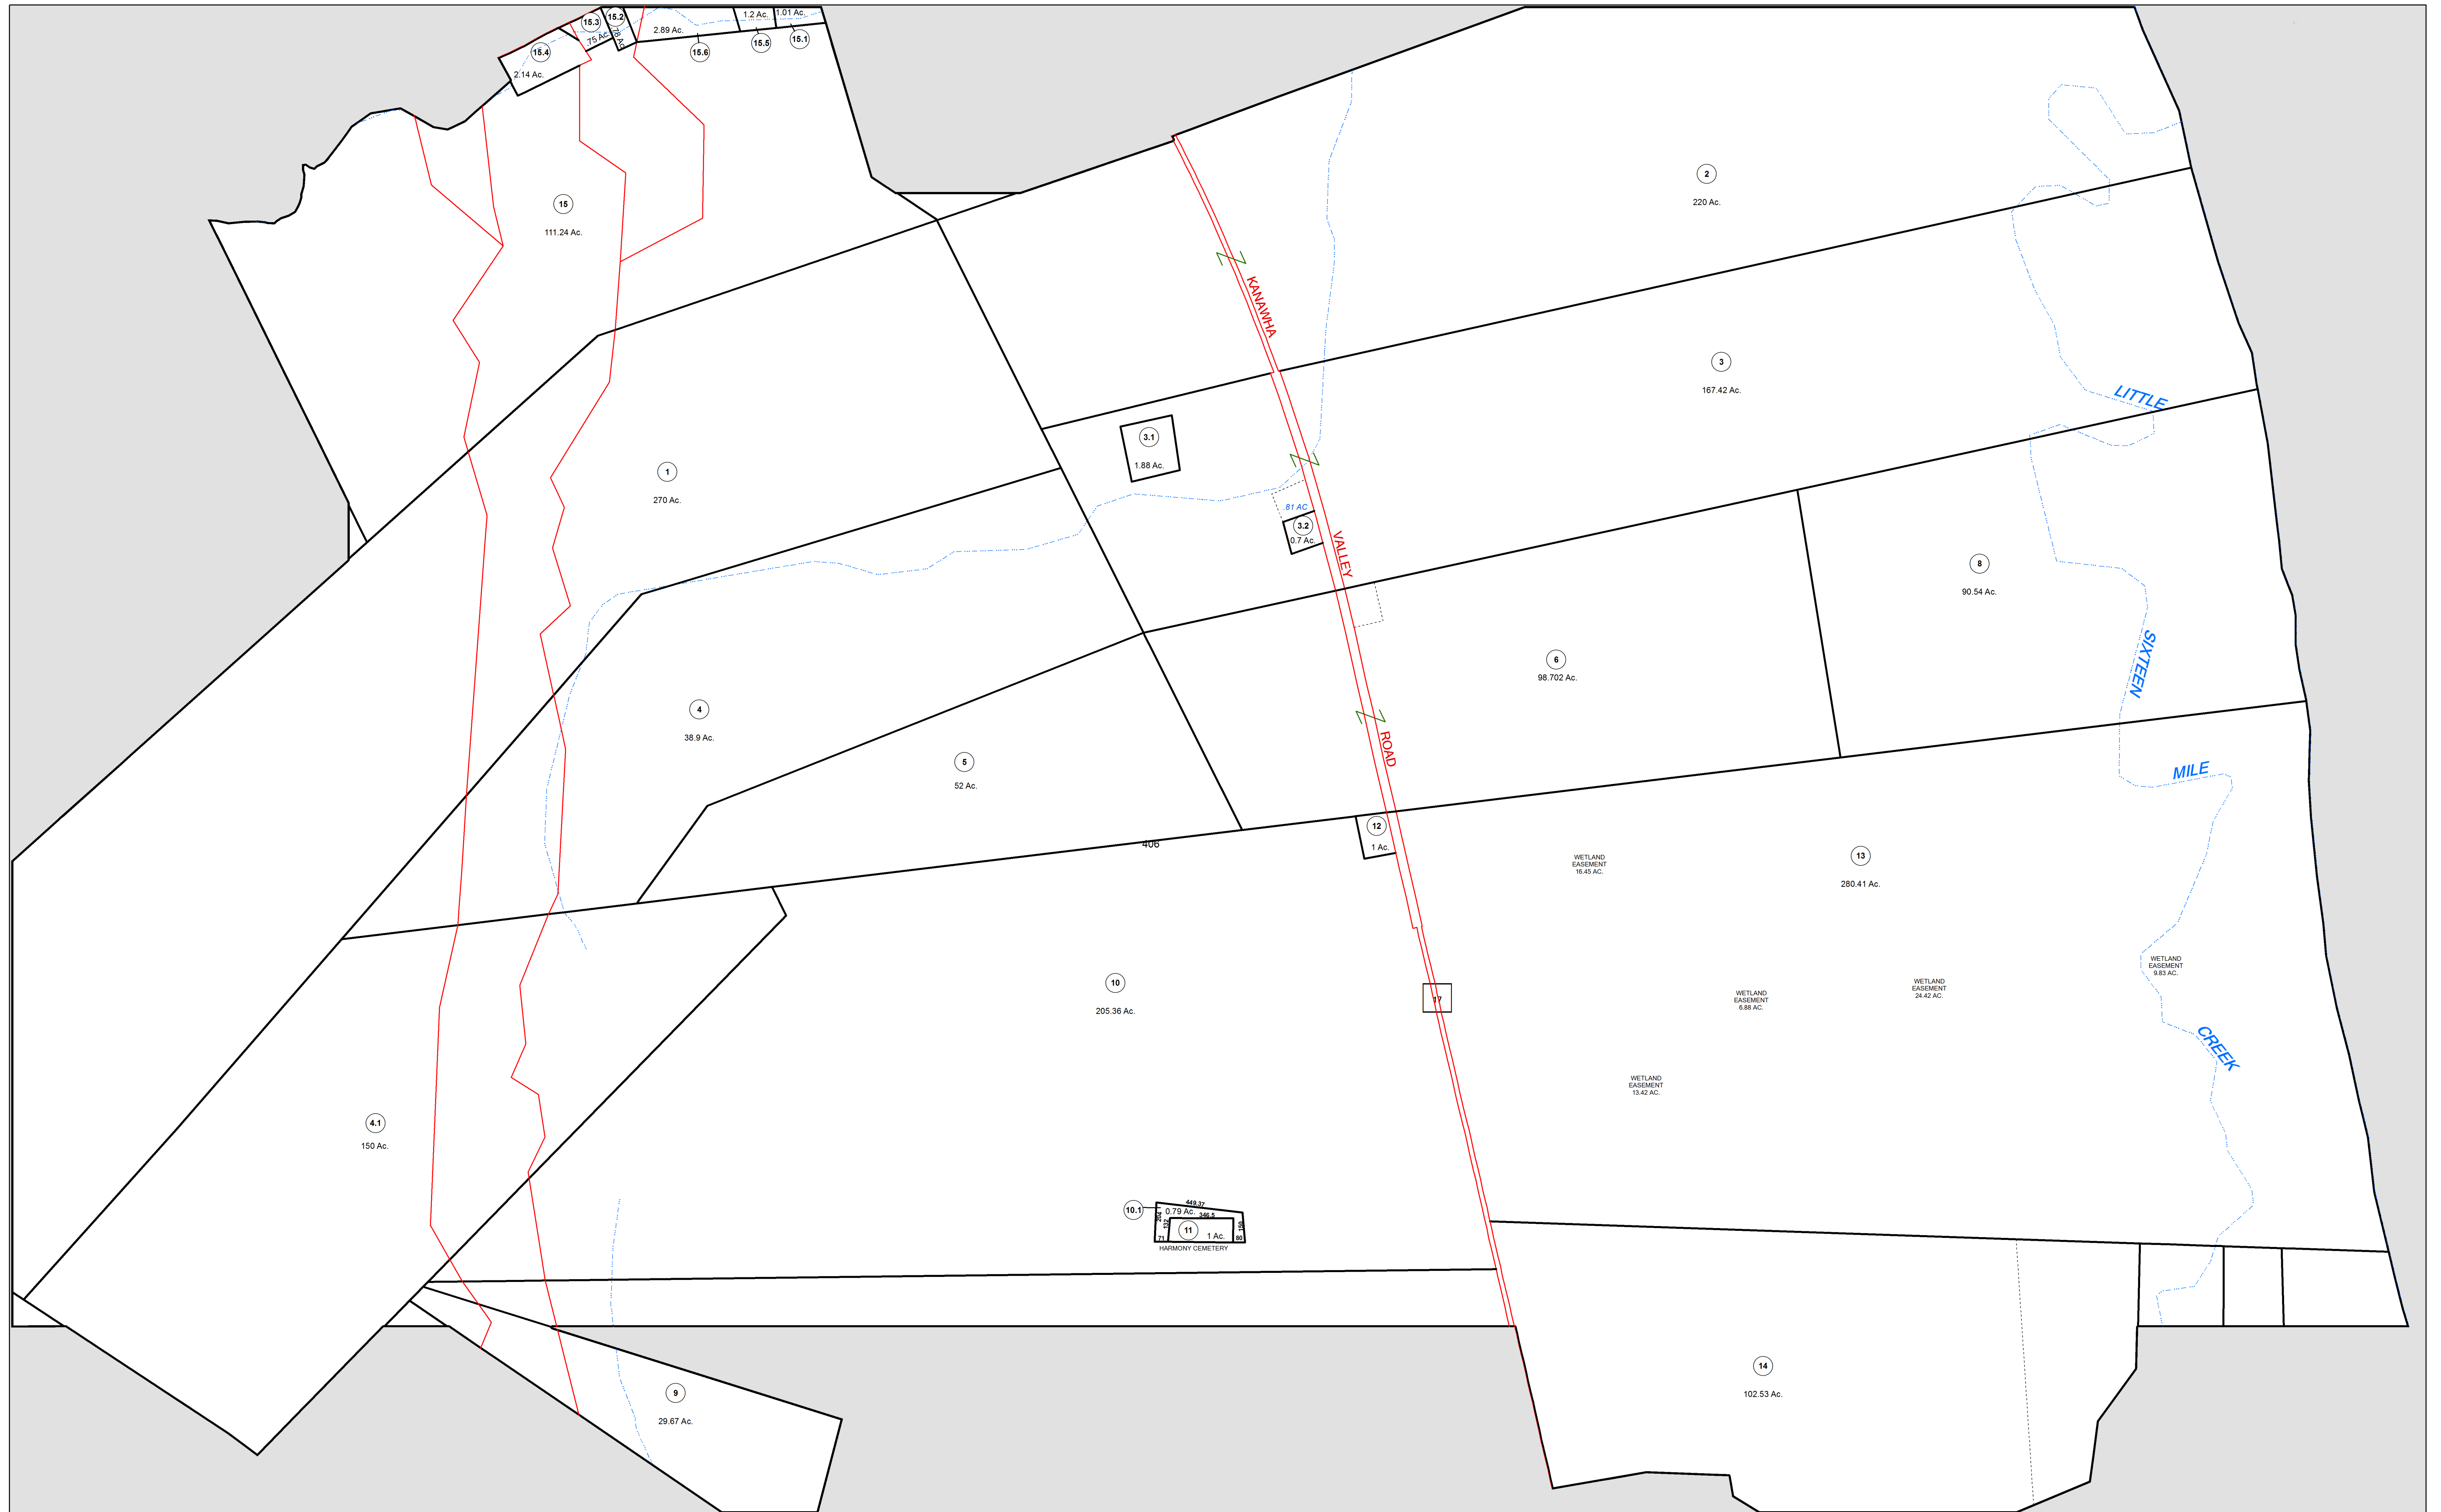 15.3
15.2
1.2 Ac.
1.01 Ac.
2.89 Ac.
.75 Ac.
.78 Ac.
15.4
15.6
15.5
15.1
2.14 Ac.
2
220 Ac.
15
111.24 Ac.
KANAWHA
3
167.42 Ac.
LITTLE
3.1
1.88 Ac.
1
270 Ac.
.81 AC
3.2
0.7 Ac.
VALLEY
8
90.54 Ac.
6
98.702 Ac.
SIXTEEN
4
38.9 Ac.
ROAD
5
52 Ac.
MILE
12
1 Ac.
406
WETLAND
EASEMENT
16.45 AC.
13
280.41 Ac.
WETLAND
EASEMENT
9.83 AC.
10
205.36 Ac.
17
WETLAND
EASEMENT
6.88 AC.
WETLAND
EASEMENT
24.42 AC.
CREEK
WETLAND
EASEMENT
13.42 AC.
4.1
150 Ac.
10.1
449.37
0.79 Ac.
346.5
204
132
150
11
1 Ac.
71
80
HARMONY CEMETERY
14
102.53 Ac.
9
29.67 Ac.